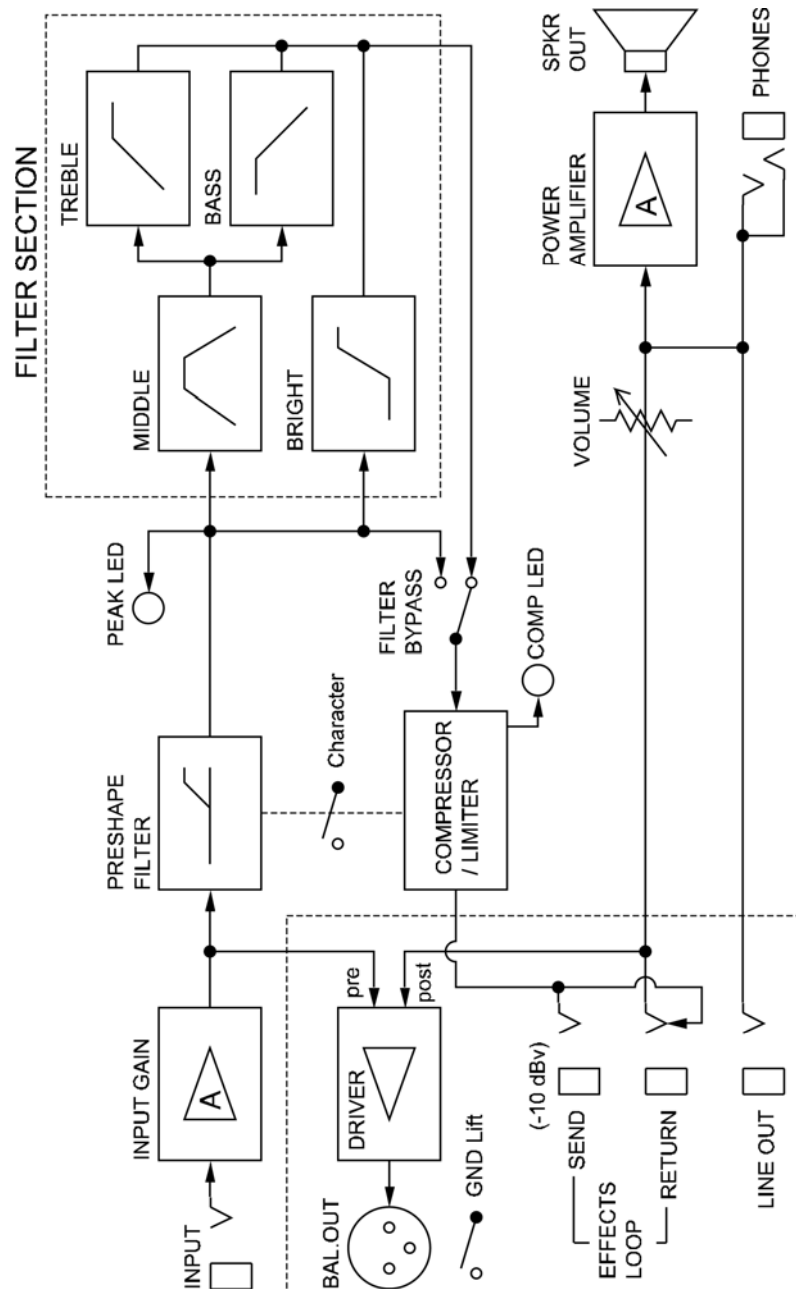 FILTER SECTION
TREBLE
BASS
MIDDLE
BRIGHT
PEAK LED
FILTER
BYPASS
COMP LED
PRESHAPE
FILTER
Character
COMPRESSOR
/ LIMITER
INPUT GAIN
A
INPUT
pre
post
DRIVER
BAL.OUT
GND Lift
(-10 dBv)
SEND
EFFECTS
LOOP
RETURN
LINE OUT
VOLUME
POWER
AMPLIFIER
A
SPKR
OUT
PHONES